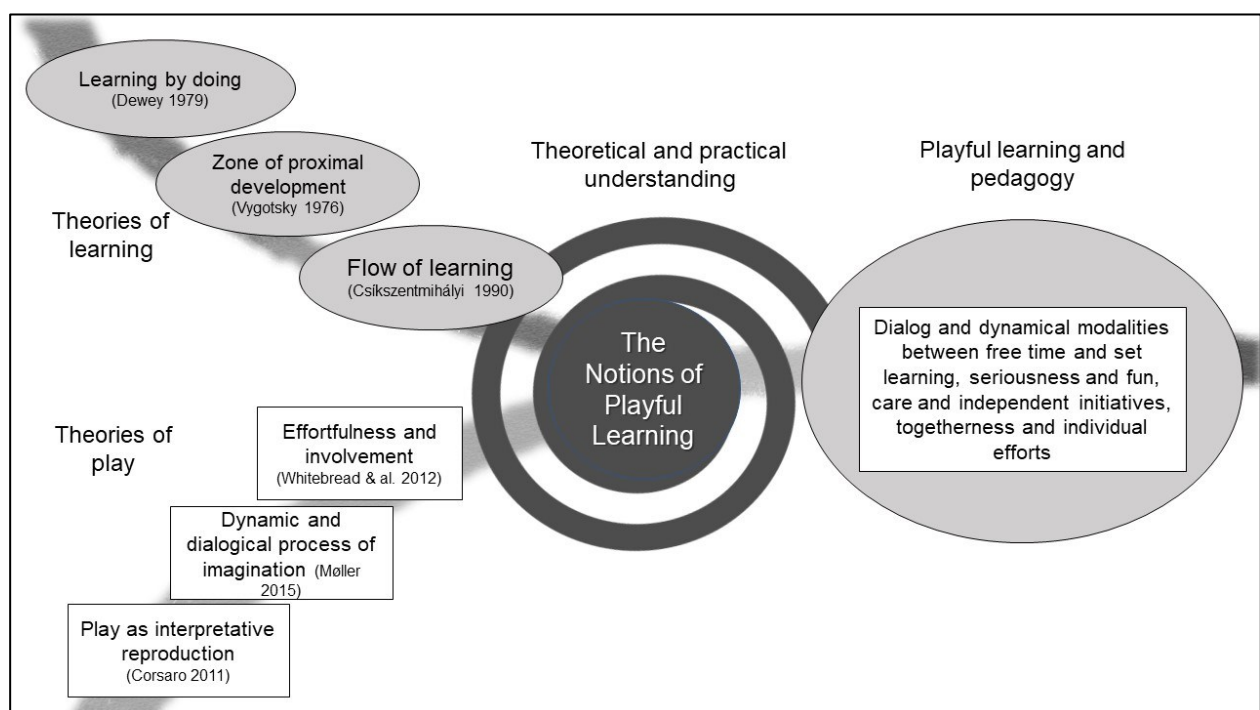 Learning by doing
(Dewey 1979)
Zone of proximal
development
(Vygotsky 1976)
Theories of
learning
Flow of learning
(Csíkszentmihályi 1990)
Theories of
play
Effortfulness and
involvement
(Whitebread & al. 2012)
Dynamic and
dialogical process of
imagination (Møller
2015)
Play as interpretative
reproduction
(Corsaro 2011)
Theoretical and practical
understanding
The
Notions of
Playful
Learning
Playful learning and
pedagogy
Dialog and dynamical modalities
between free time and set
learning, seriousness and fun,
care and independent initiatives,
togetherness and individual
efforts